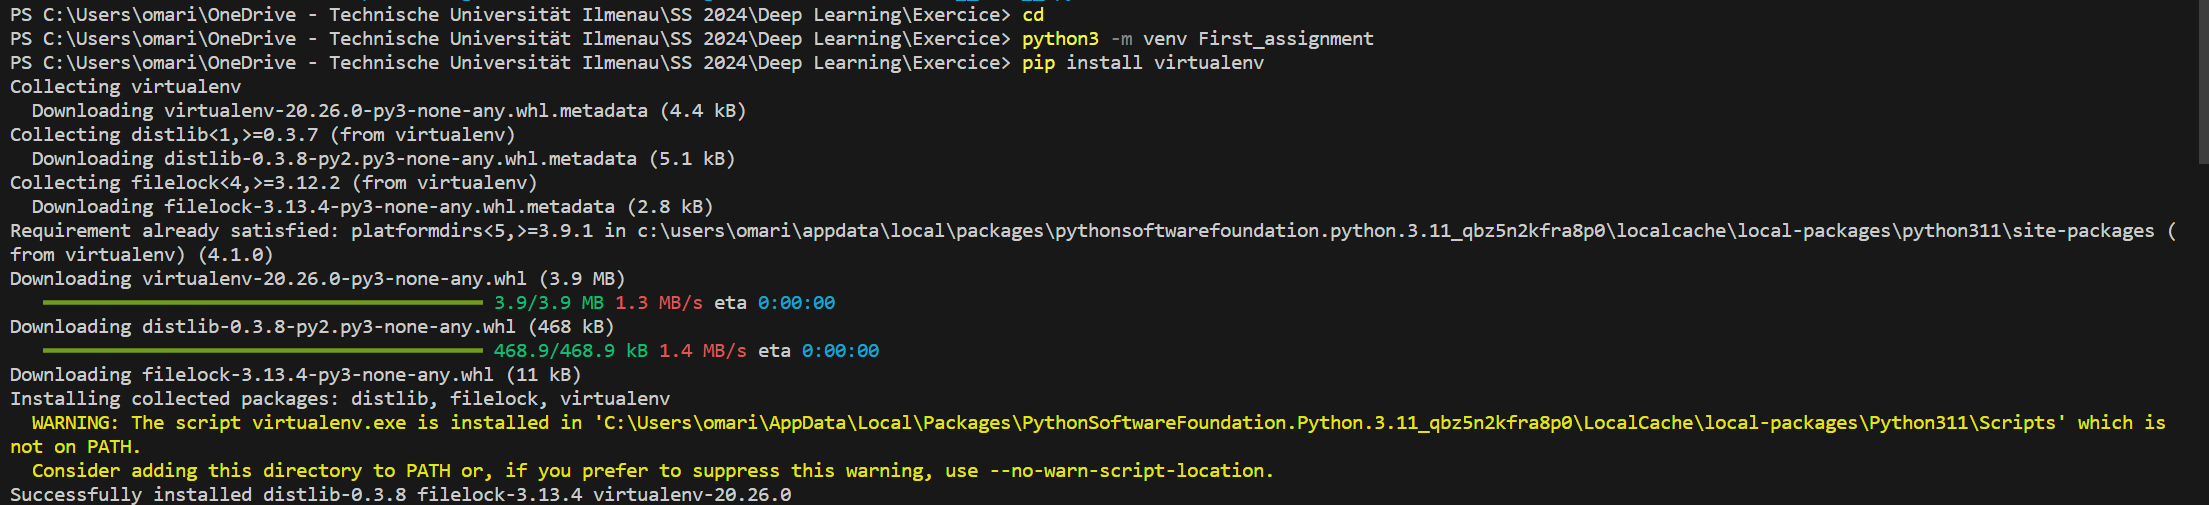 PS C:\Users\omari\OneDrive - Technische Universität Ilmenau\SS 2024\Deep Learning\Exercice> cd
PS C:\Users\omari\OneDrive - Technische Universität Ilmenau\SS 2024\Deep Learning\Exercice> python3 -m venv First_assignment
PS C:\Users\omari\OneDrive - Technische Universität Ilmenau\SS 2024\Deep Learning\Exercice> pip install virtualenv
Collecting virtualenv
  Downloading virtualenv-20.26.0-py3-none-any.whl.metadata (4.4 kB)
Collecting distlib<1,>=0.3.7 (from virtualenv)
  Downloading distlib-0.3.8-py2.py3-none-any.whl.metadata (5.1 kB)
Collecting filelock<4,>=3.12.2 (from virtualenv)
  Downloading filelock-3.13.4-py3-none-any.whl.metadata (2.8 kB)
Requirement already satisfied: platformdirs<5,>=3.9.1 in c:\users\omari\appdata\local\packages\pythonsoftwarefoundation.python.3.11_qbz5n2kfra8p0\localcache\local-packages\python311\site-packages (
from virtualenv) (4.1.0)
Downloading virtualenv-20.26.0-py3-none-any.whl (3.9 MB)
3.9/3.9 MB 1.3 MB/s eta 0:00:00
Downloading distlib-0.3.8-py2.py3-none-any.whl (468 kB)
468.9/468.9 kB 1.4 MB/s eta 0:00:00
Downloading filelock-3.13.4-py3-none-any.whl (11 kB)
Installing collected packages: distlib, filelock, virtualenv
  WARNING: The script virtualenv.exe is installed in 'C:\Users\omari\AppData\Local\Packages\PythonSoftwareFoundation.Python.3.11_qbz5n2kfra8p0\LocalCache\local-packages\Python311\Scripts' which is
not on PATH.
  Consider adding this directory to PATH or, if you prefer to suppress this warning, use --no-warn-script-location.
Successfully installed distlib-0.3.8 filelock-3.13.4 virtualenv-20.26.0